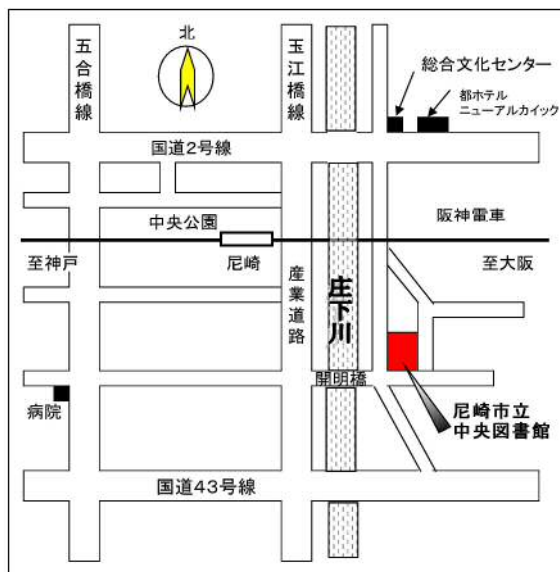 五合橋線
北
玉江橋線
総合文化センター
都ホテル
ニューアルカイック
国道2号線
中央公園
阪神電車
至神戸
尼崎
至大阪
産業道路
庄下川
開明橋
病院
尼崎市立
中央図書館
国道43号線